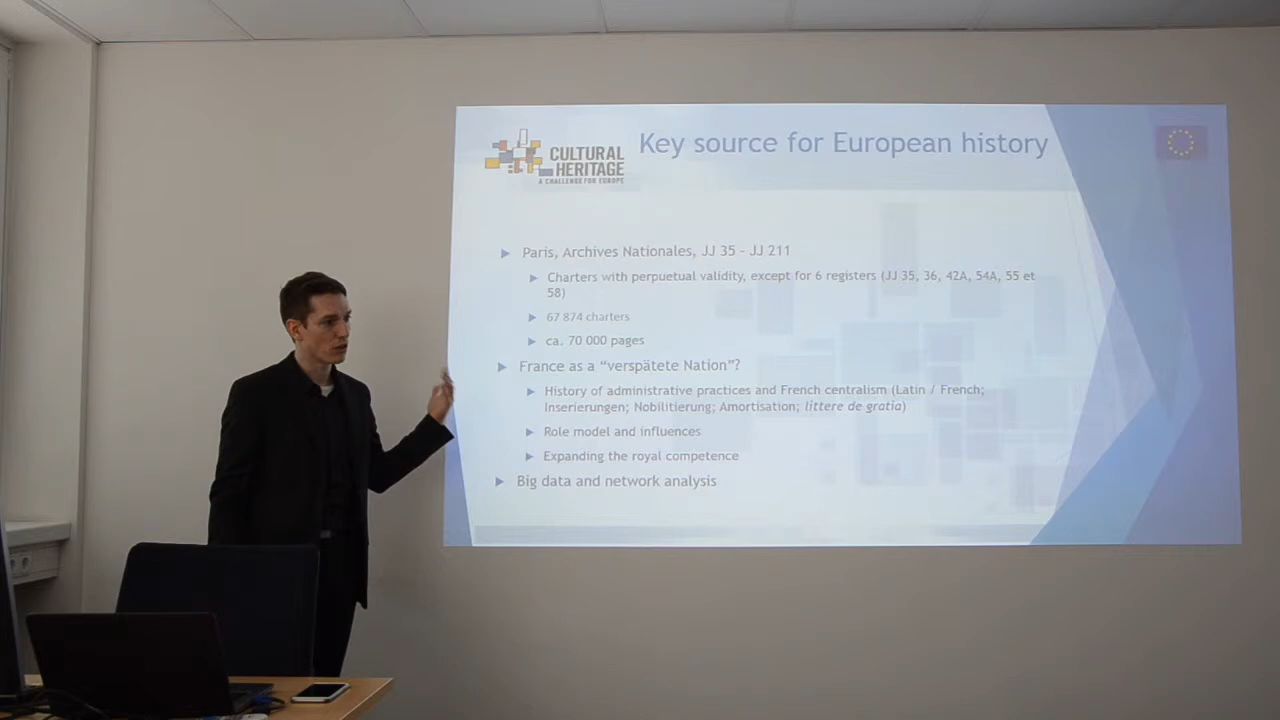 CULTURAL
HERITAGE
A CHALLENGE FOR EUROPE
Key source for European history
Paris, Archives Nationales, JJ 35 – JJ 211
Charters with perpuetual validity, except for 6 registers (JJ 35, 36, 42A, 54A, 55 et
58)
67 874 charters
ca. 70 000 pages
France as a “verspätete Nation”?
History of administrative practices and French centralism (Latin / French;
Inserierungen; Nobilitierung; Amortisation; littere de gratia)
Role model and influences
Expanding the royal competence
Big data and network analysis